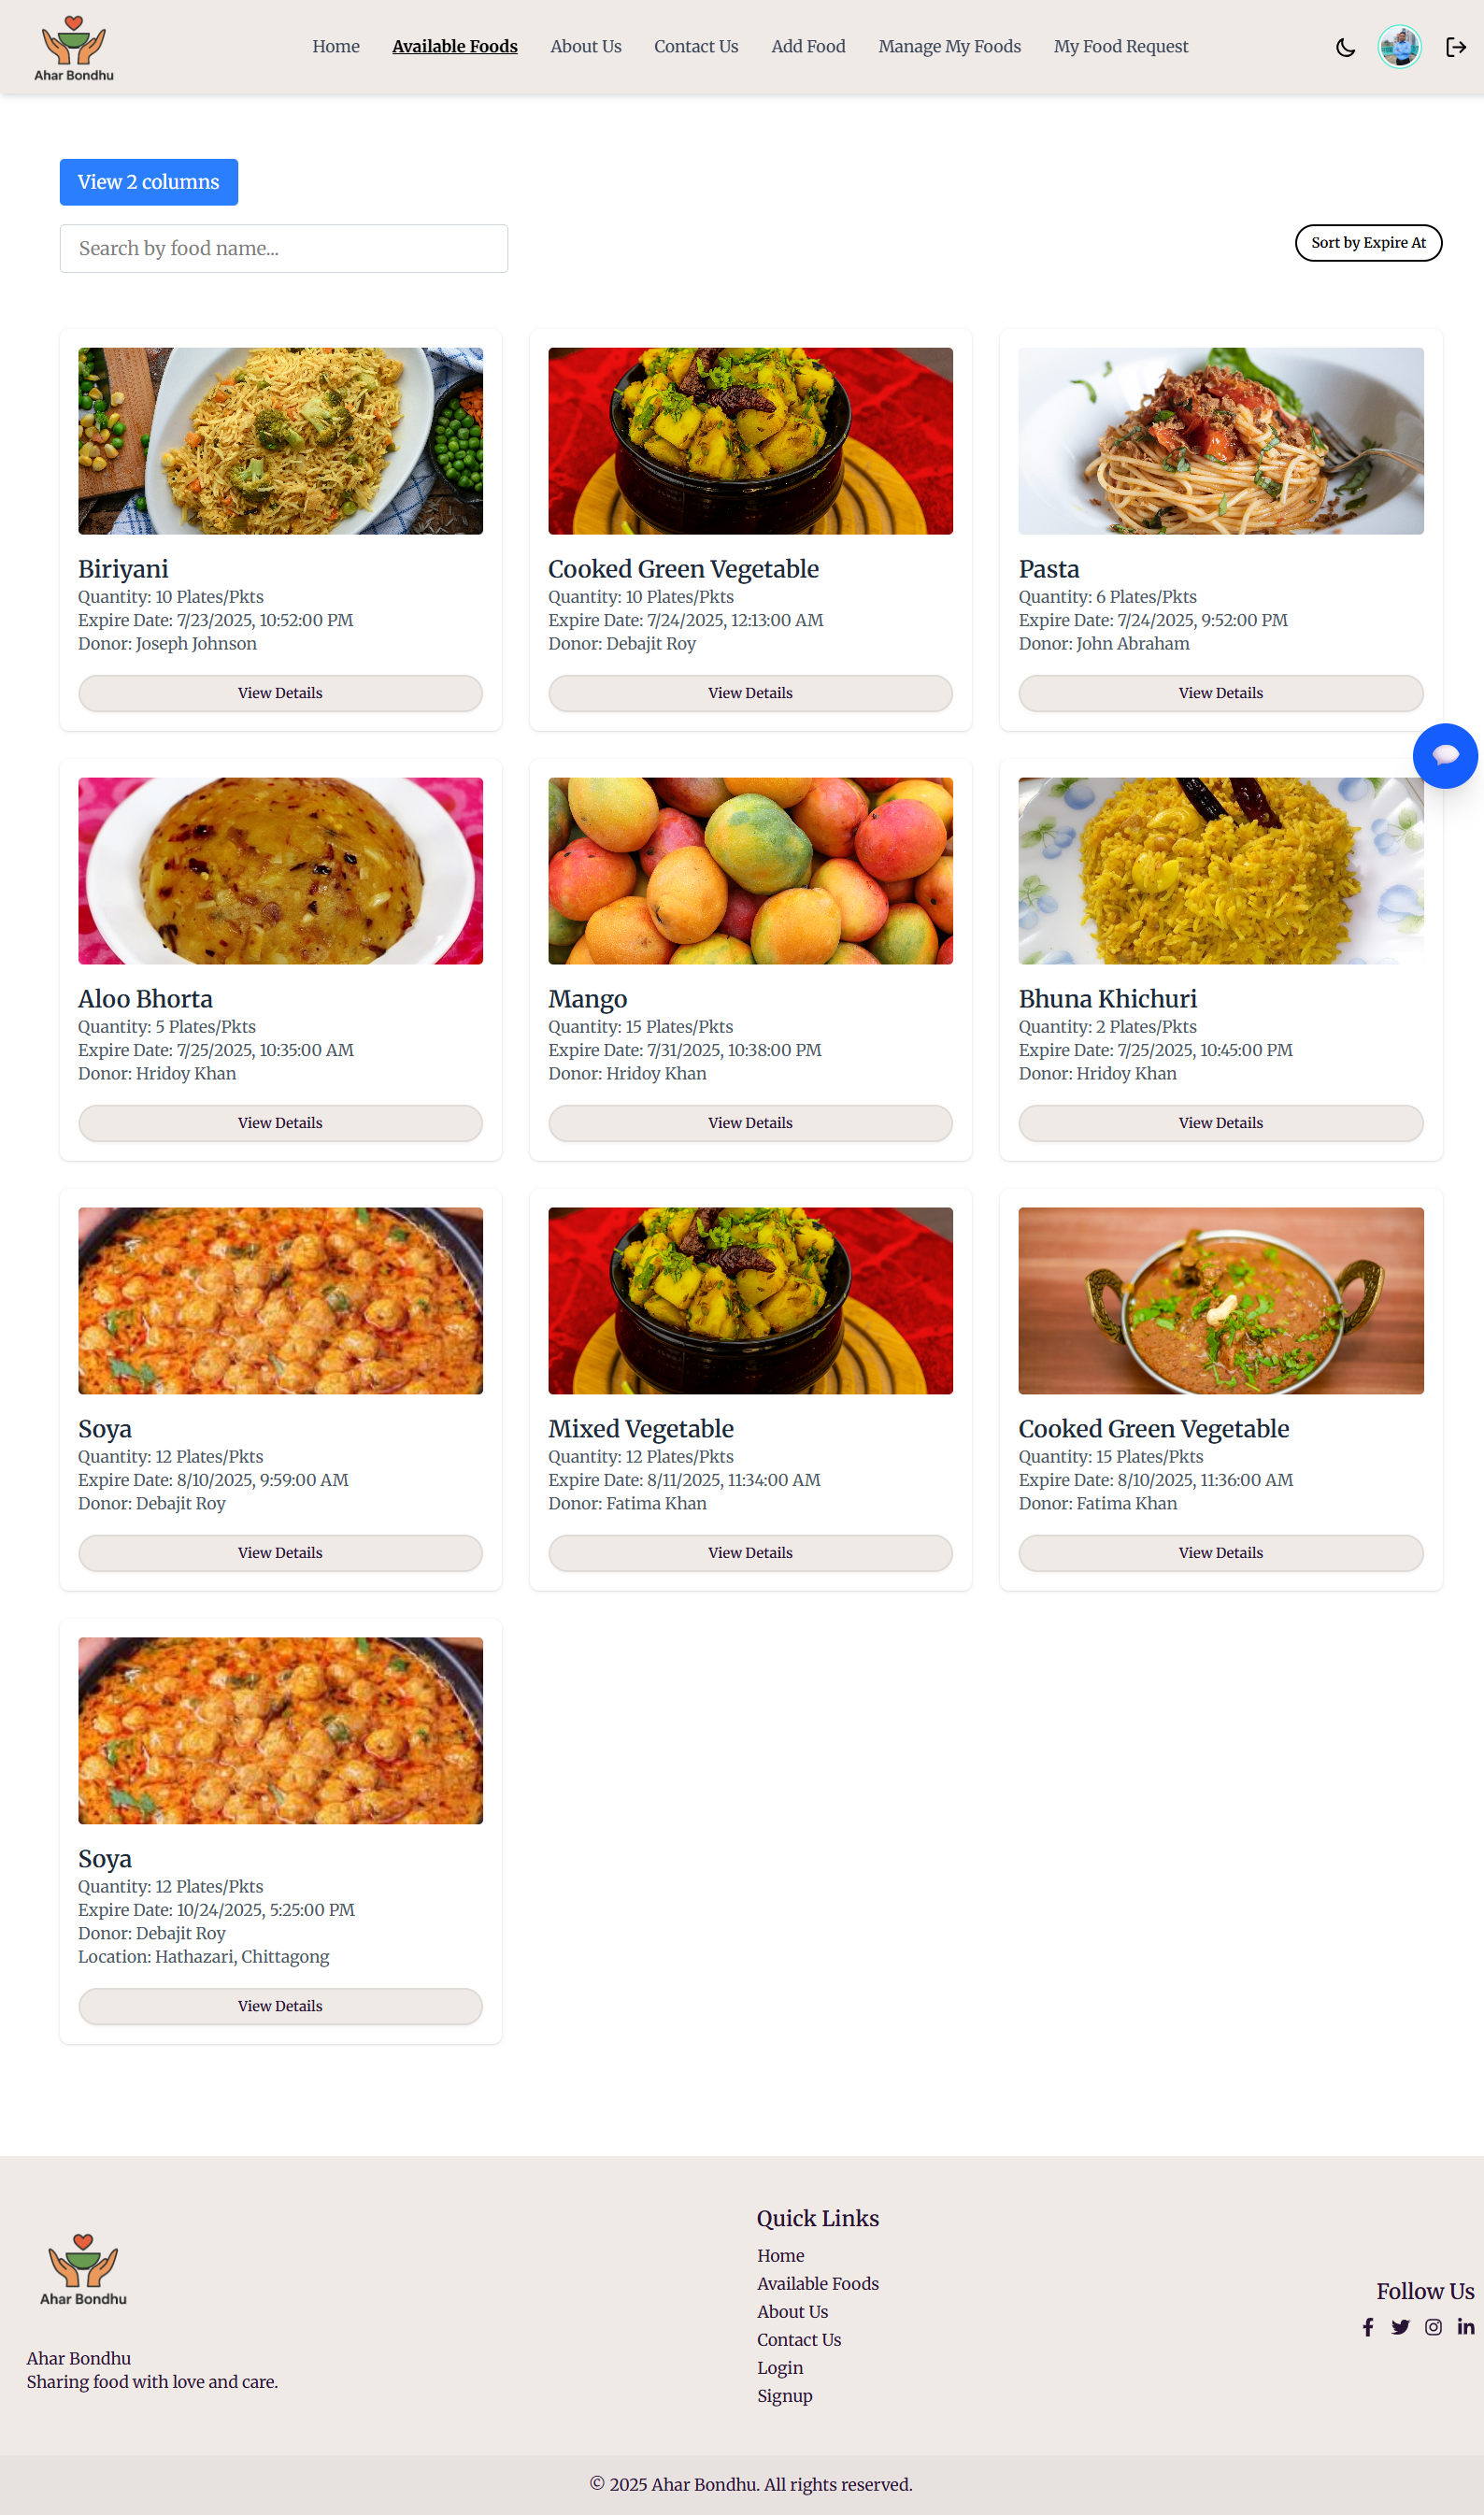 Ahar Bondhu
Home
Available Foods
About Us
Contact Us
Add Food
Manage My Foods
My Food Request
View 2 columns
Search by food name...
Sort by Expire At
Biriyani
Quantity: 10 Plates/Pkts
Expire Date: 7/23/2025, 10:52:00 PM
Donor: Joseph Johnson
View Details
Cooked Green Vegetable
Quantity: 10 Plates/Pkts
Expire Date: 7/24/2025, 12:13:00 AM
Donor: Debajit Roy
View Details
Pasta
Quantity: 6 Plates/Pkts
Expire Date: 7/24/2025, 9:52:00 PM
Donor: John Abraham
View Details
Aloo Bhorta
Quantity: 5 Plates/Pkts
Expire Date: 7/25/2025, 10:35:00 AM
Donor: Hridoy Khan
View Details
Mango
Quantity: 15 Plates/Pkts
Expire Date: 7/31/2025, 10:38:00 PM
Donor: Hridoy Khan
View Details
Bhuna Khichuri
Quantity: 2 Plates/Pkts
Expire Date: 7/25/2025, 10:45:00 PM
Donor: Hridoy Khan
View Details
Soya
Quantity: 12 Plates/Pkts
Expire Date: 8/10/2025, 9:59:00 AM
Donor: Debajit Roy
View Details
Mixed Vegetable
Quantity: 12 Plates/Pkts
Expire Date: 8/11/2025, 11:34:00 AM
Donor: Fatima Khan
View Details
Cooked Green Vegetable
Quantity: 15 Plates/Pkts
Expire Date: 8/10/2025, 11:36:00 AM
Donor: Fatima Khan
View Details
Soya
Quantity: 12 Plates/Pkts
Expire Date: 10/24/2025, 5:25:00 PM
Donor: Debajit Roy
Location: Hathazari, Chittagong
View Details
Ahar Bondhu
Ahar Bondhu
Sharing food with love and care.
Quick Links
Home
Available Foods
About Us
Contact Us
Login
Signup
Follow Us
© 2025 Ahar Bondhu. All rights reserved.